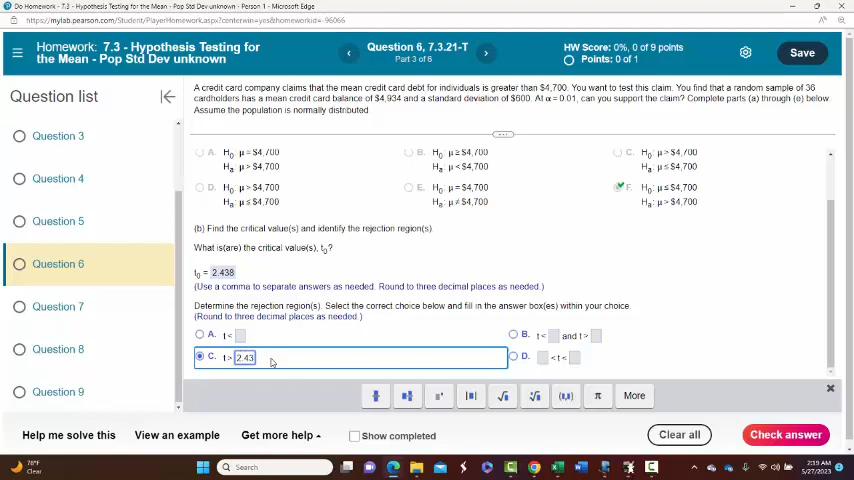 Do Homework: 7.3 - Hypothesis Testing for the Mean - Pop Std Dev unknown - Person 1 - Microsoft Edge
https://mylab.pearson.com/Student/PlayerHomework.aspx?centerwin=yes&homeworkId=-96066
Homework: 7.3 - Hypothesis Testing for
the Mean - Pop Std Dev unknown
Question 6, 7.3.21-T
Part 3 of 6
HW Score: 0%, 0 of 9 points
Points: 0 of 1
Save
Question list
Question 3
Question 4
Question 5
Question 6
Question 7
Question 8
Question 9
A credit card company claims that the mean credit card debt for individuals is greater than $4,700. You want to test this claim. You find that a random sample of 36
cardholders has a mean credit card balance of $4,934 and a standard deviation of $600. At α = 0.01, can you support the claim? Complete parts (a) through (e) below
Assume the population is normally distributed.
A. H0: μ = $4,700
Ha: μ > $4,700
B. H0: μ ≥ $4,700
Ha: μ < $4,700
C. H0: μ > $4,700
Ha: μ ≤ $4,700
D. H0: μ > $4,700
Ha: μ ≤ $4,700
E. H0: μ = $4,700
Ha: μ ≠ $4,700
F. H0: μ ≤ $4,700
Ha: μ > $4,700
(b) Find the critical value(s) and identify the rejection region(s).
What is(are) the critical value(s), t0?
t0 = 2.438
(Use a comma to separate answers as needed. Round to three decimal places as needed.)
Determine the rejection region(s). Select the correct choice below and fill in the answer box(es) within your choice.
(Round to three decimal places as needed.)
A. t <
B. t < and t >
C. t > 2.43
D. < t <
√
(,)
π
More
Help me solve this
View an example
Get more help
Show completed
Clear all
Check answer
78°F
Clear
Search
2:39 AM
5/27/2023